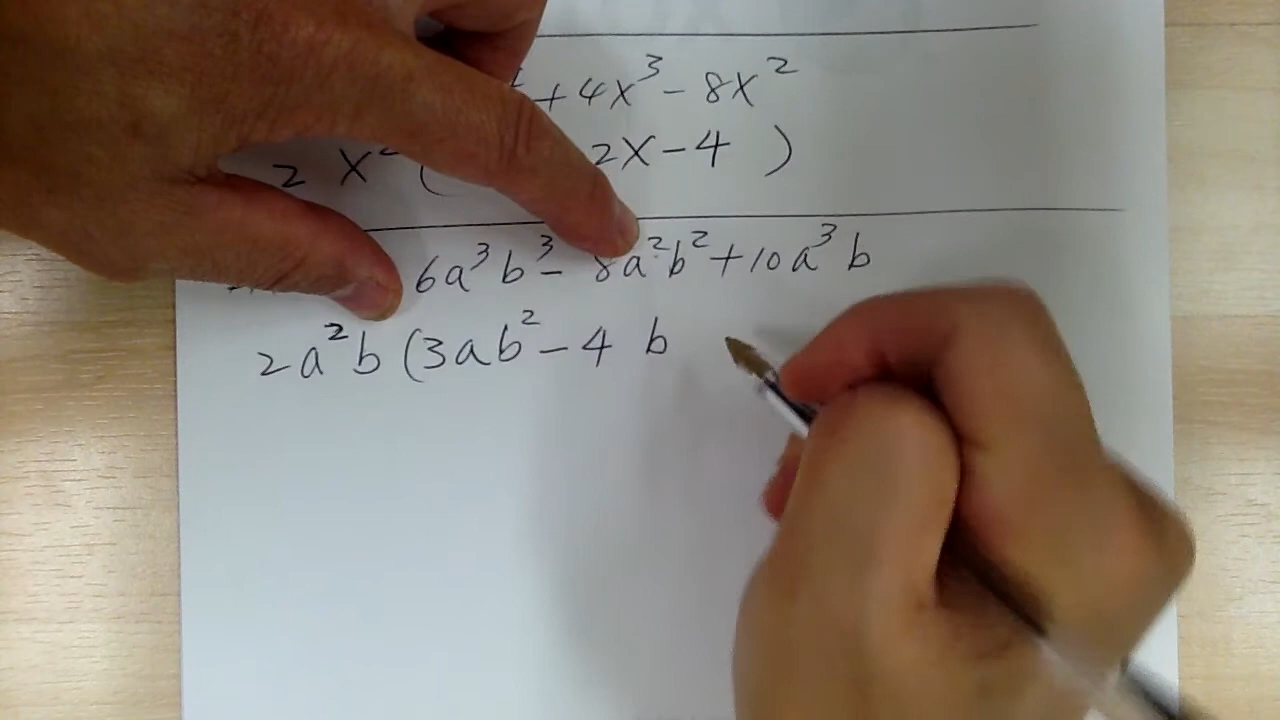 +4x³-8x²
2x²( 2x-4 )
6a³b³-8a²b²+10a³b
2a²b(3ab²-4 b